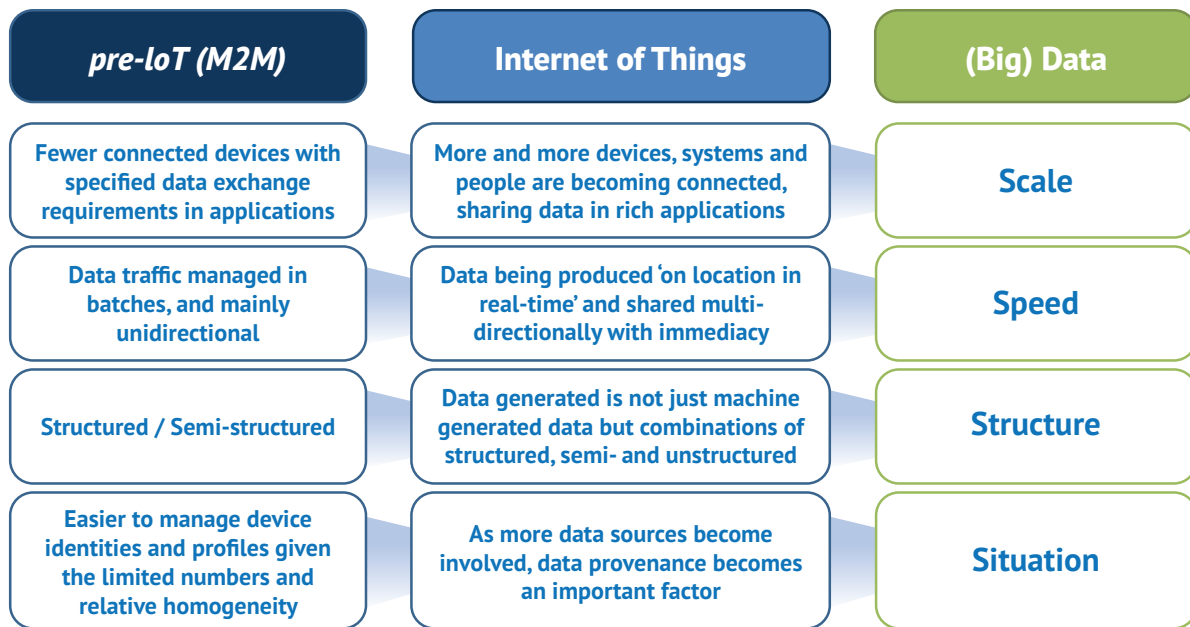 pre-IoT (M2M)
Internet of Things
(Big) Data
Fewer connected devices with
specified data exchange
requirements in applications
More and more devices, systems and
people are becoming connected,
sharing data in rich applications
Scale
Data traffic managed in
batches, and mainly
unidirectional
Data being produced ‘on location in
real-time’ and shared multi-
directionally with immediacy
Speed
Structured / Semi-structured
Data generated is not just machine
generated data but combinations of
structured, semi- and unstructured
Structure
Easier to manage device
identities and profiles given
the limited numbers and
relative homogeneity
As more data sources become
involved, data provenance becomes
an important factor
Situation